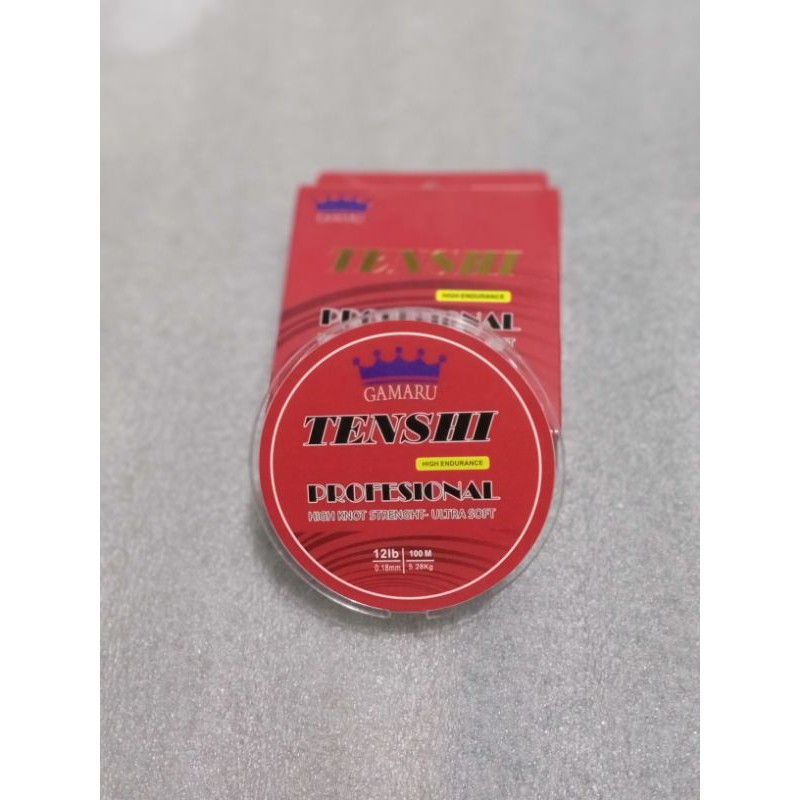 GAMARU
TENSHI
HIGH ENDURANCE
PROFESIONAL
GAMARU
TENSHI
HIGH ENDURANCE
PROFESIONAL
HIGH KNOT STRENGHT- ULTRA SOFT
12lb 100 M
0.18mm 5.28Kg